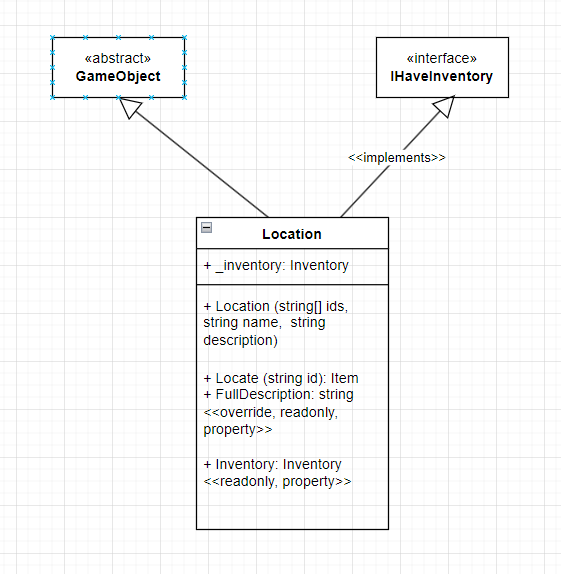 «abstract»
GameObject
«interface»
IHaveInventory
<<implements>>
Location
+ _inventory: Inventory
+ Location (string[] ids,
string name,  string
description)
+ Locate (string id): Item
+ FullDescription: string
<<override, readonly,
property>>
+ Inventory: Inventory
<<readonly, property>>